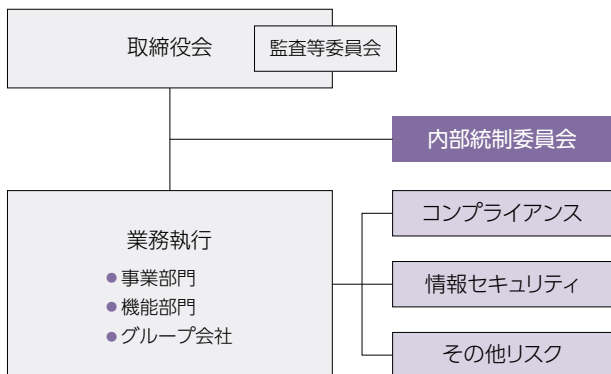 取締役会
監査等委員会
内部統制委員会
業務執行
●事業部門
●機能部門
●グループ会社
コンプライアンス
情報セキュリティ
その他リスク